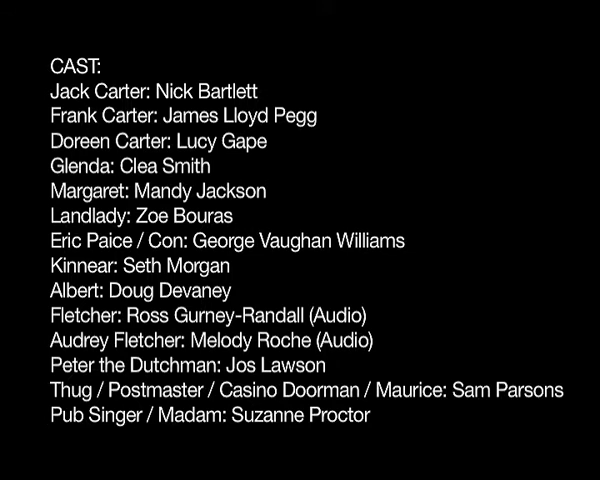 CAST:
Jack Carter: Nick Bartlett
Frank Carter: James Lloyd Pegg
Doreen Carter: Lucy Gape
Glenda: Clea Smith
Margaret: Mandy Jackson
Landlady: Zoe Bouras
Eric Paice / Con: George Vaughan Williams
Kinnear: Seth Morgan
Albert: Doug Devaney
Fletcher: Ross Gurney-Randall (Audio)
Audrey Fletcher: Melody Roche (Audio)
Peter the Dutchman: Jos Lawson
Thug / Postmaster / Casino Doorman / Maurice: Sam Parsons
Pub Singer / Madam: Suzanne Proctor